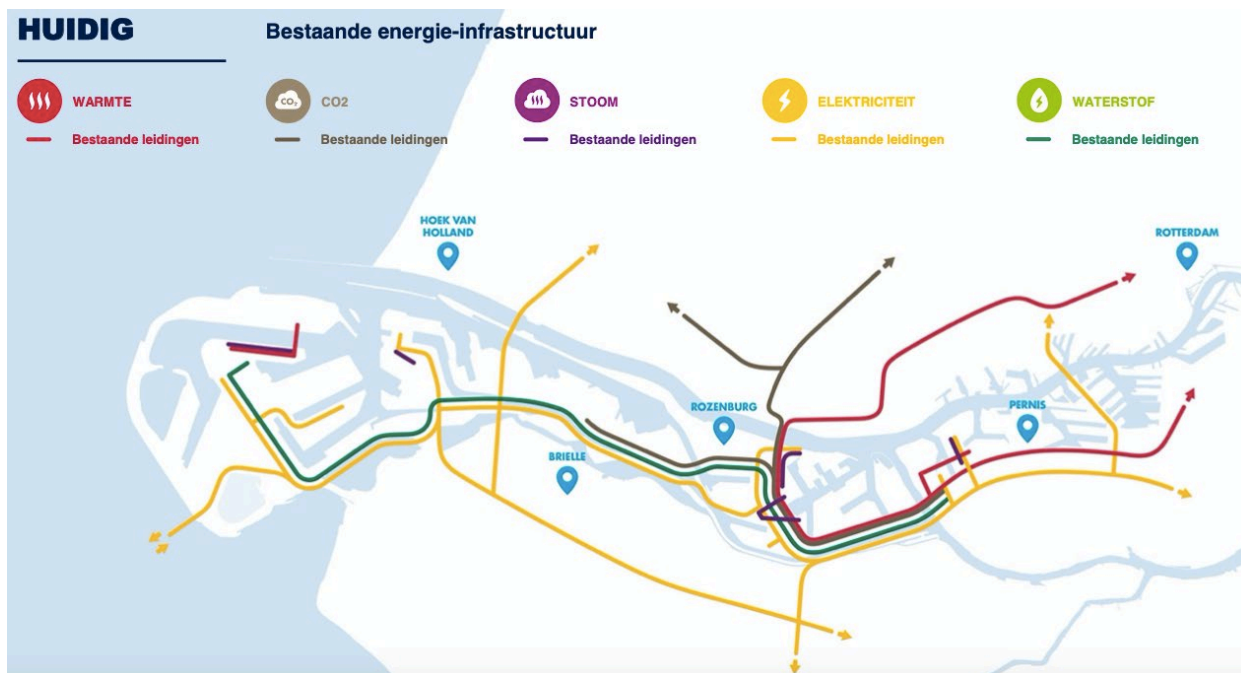 HUIDIG
Bestaande energie-infrastructuur
WARMTE
CO₂
CO2
STOOM
ELEKTRICITEIT
WATERSTOF
Bestaande leidingen
Bestaande leidingen
Bestaande leidingen
Bestaande leidingen
Bestaande leidingen
HOEK VAN
HOLLAND
ROTTERDAM
ROZENBURG
PERNIS
BRIELLE